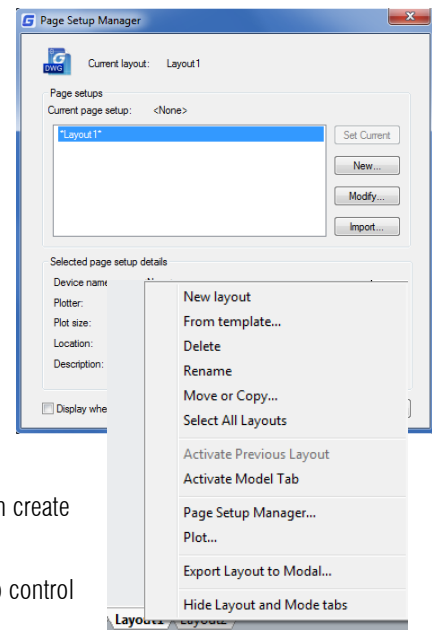 Page Setup Manager
DWG
Current layout: Layout1
Page setups
Current page setup: <None>
*Layout1*
Set Current
New...
Modify...
Import...
Selected page setup details
Device name
Plotter:
Plot size:
Location:
Description:
Display whe
New layout
From template...
Delete
Rename
Move or Copy...
Select All Layouts
Activate Previous Layout
Activate Model Tab
Page Setup Manager...
Plot...
Export Layout to Modal...
Hide Layout and Mode tabs
n create
control
Layout1 Layout2